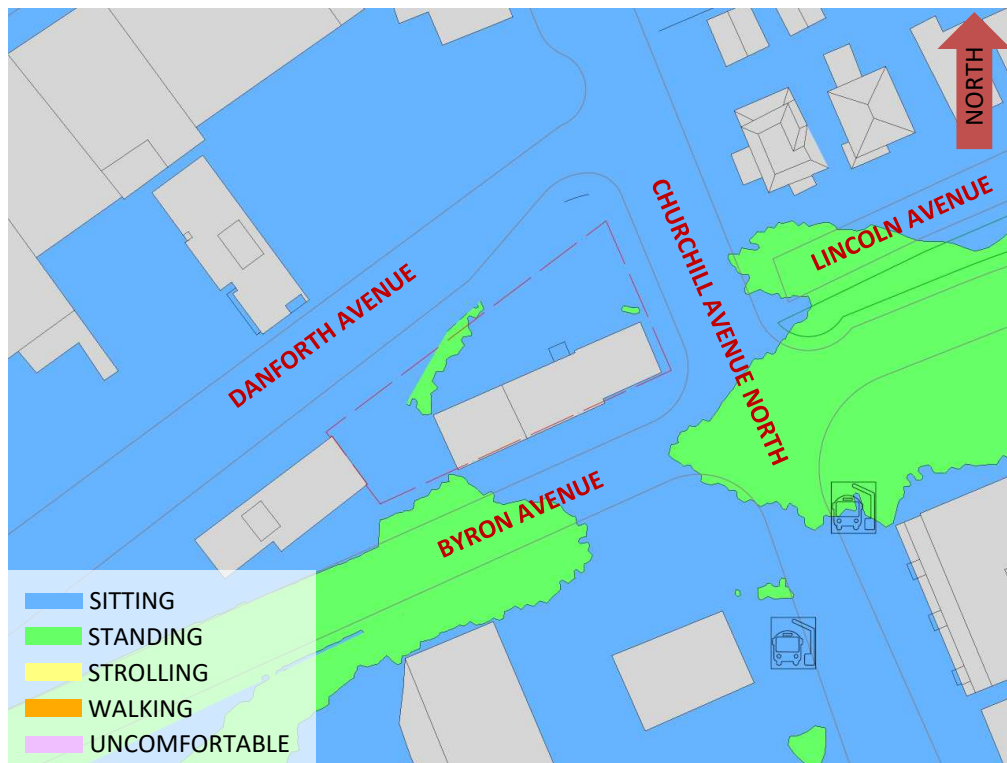 NORTH
LINCOLN AVENUE
CHURCHILL AVENUE NORTH
DANFORTH AVENUE
BYRON AVENUE
SITTING
STANDING
STROLLING
WALKING
UNCOMFORTABLE